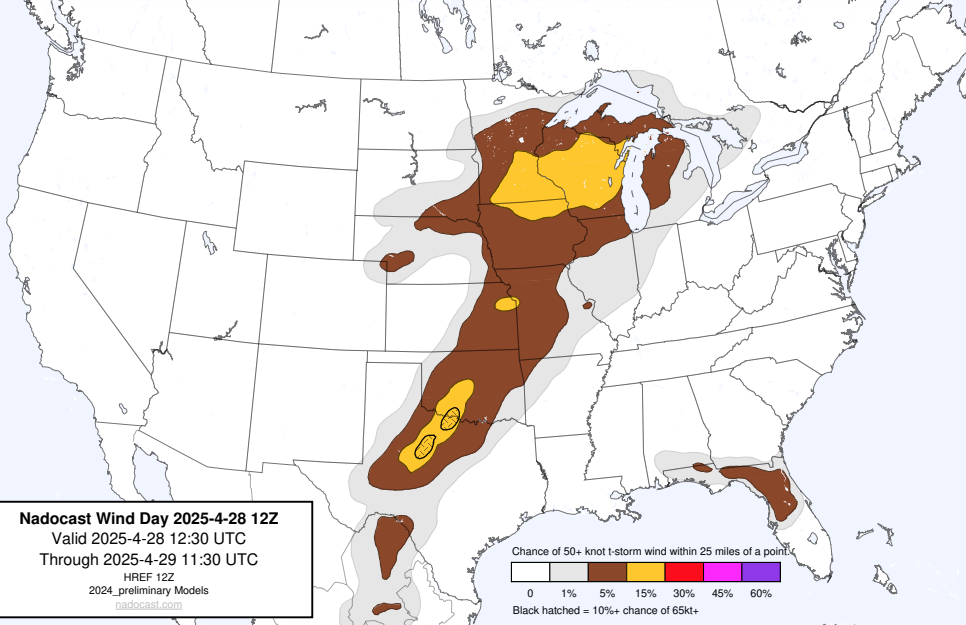 Nadocast Wind Day 2025-4-28 12Z
Valid 2025-4-28 12:30 UTC
Through 2025-4-29 11:30 UTC
HREF 12Z
2024_preliminary Models
nadocast.com
Chance of 50+ knot t-storm wind within 25 miles of a point.
0 1% 5% 15% 30% 45% 60%
Black hatched = 10%+ chance of 65kt+